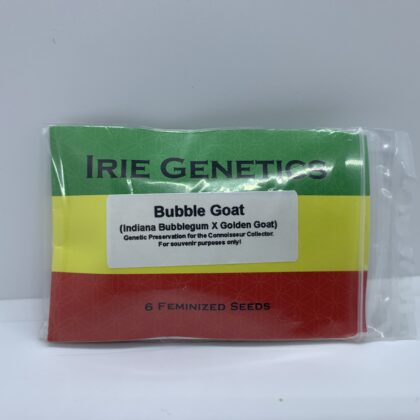 IRIE GENETICS
Bubble Goat
(Indiana Bubblegum X Golden Goat)
Genetic Preservation for the Connoisseur Collector.
For souvenir purposes only!
6 FEMINIZED SEEDS